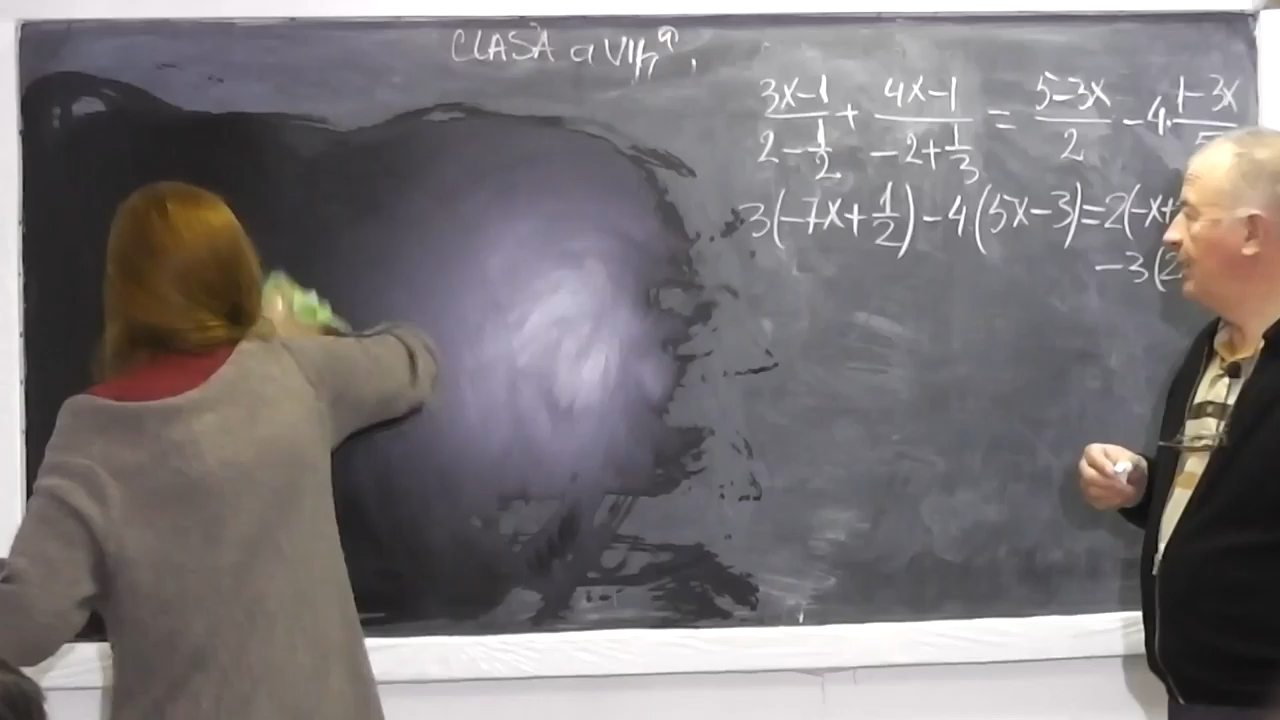 CLASA a VII-a
(3x-1)/(2-1/2) + (4x-1)/(-2+1/3) = (5-3x)/2 - 4·(1-3x)/5
3(-7x+1/2)-4(5x-3)=2(-x+
-3(2